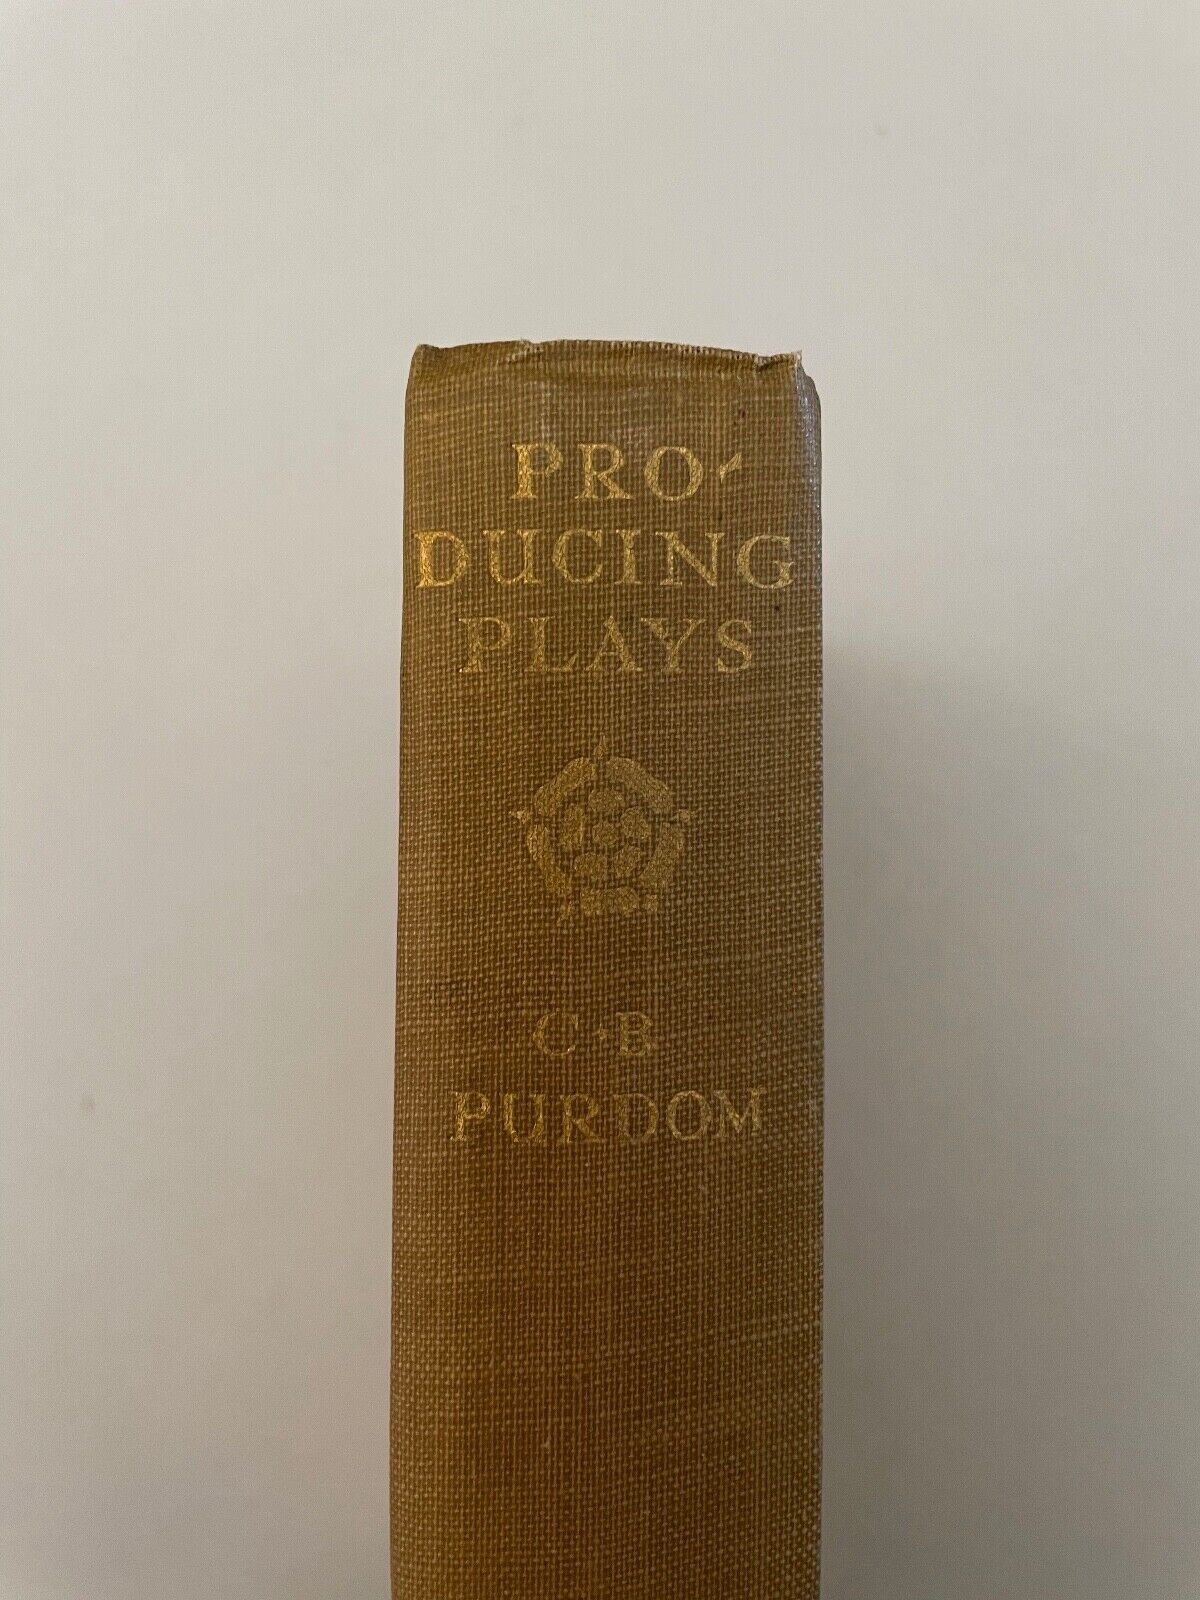 PRO-
DUCING
PLAYS
C·B
PURDOM